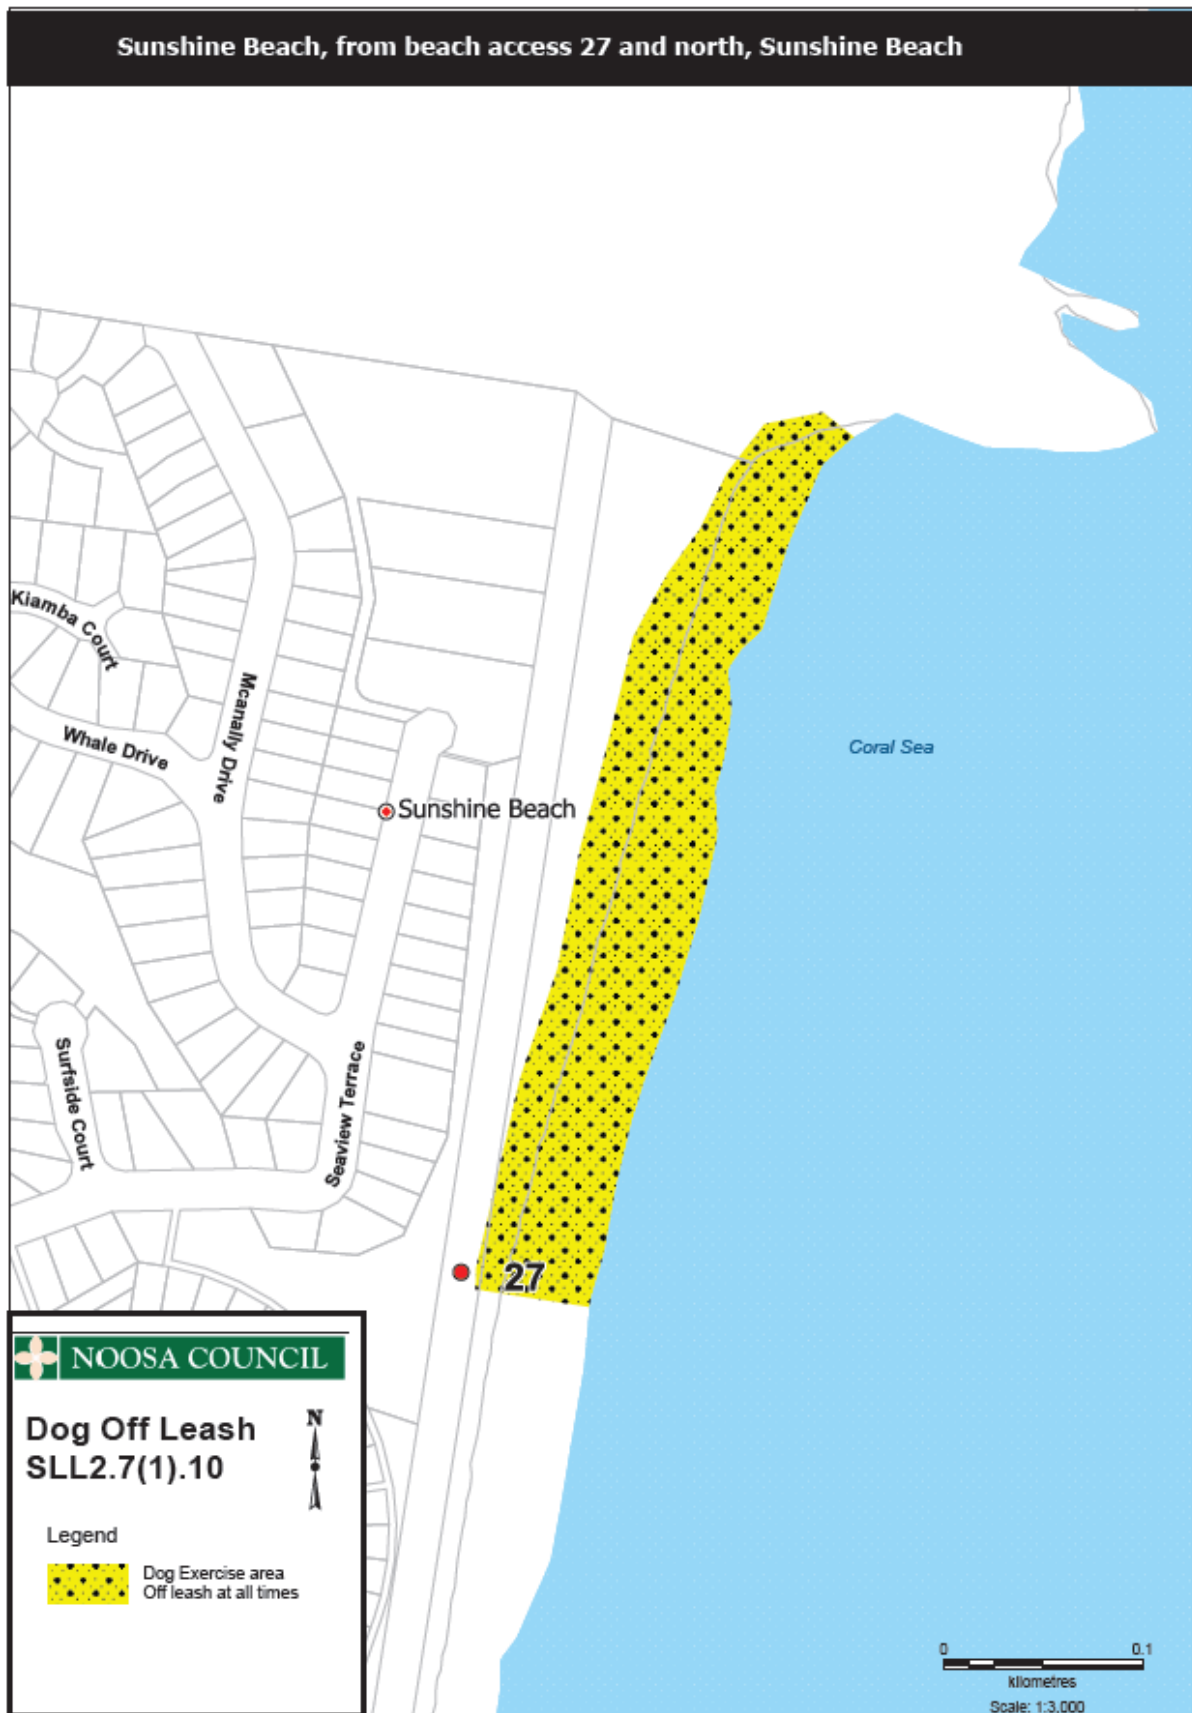 Sunshine Beach, from beach access 27 and north, Sunshine Beach
Kiamba Court
Whale Drive
Mcanally Drive
Coral Sea
Sunshine Beach
Surfside Court
Seaview Terrace
27
NOOSA COUNCIL
Dog Off Leash
SLL2.7(1).10
N
Legend
Dog Exercise area
Off leash at all times
0 0.1
kilometres
Scale: 1:3,000